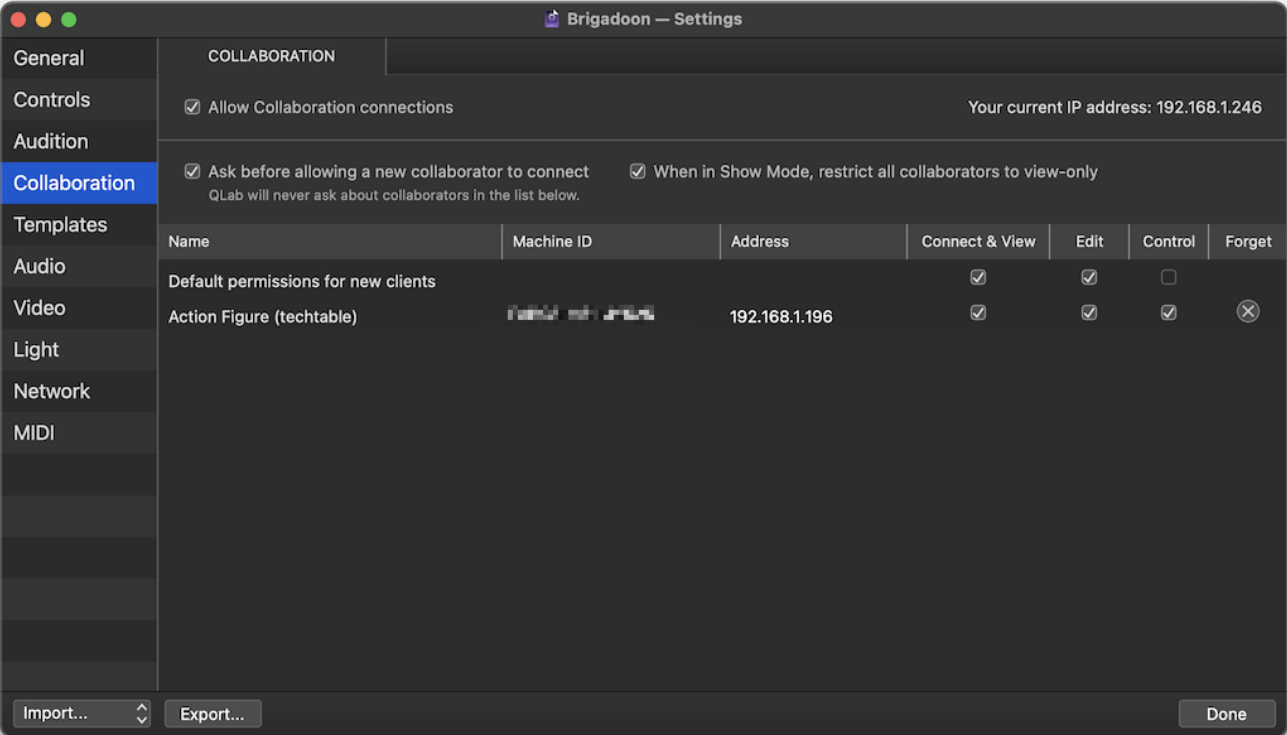 Brigadoon — Settings
General
Controls
Audition
Collaboration
Templates
Audio
Video
Light
Network
MIDI
COLLABORATION
Allow Collaboration connections
Your current IP address: 192.168.1.246
Ask before allowing a new collaborator to connect
When in Show Mode, restrict all collaborators to view-only
QLab will never ask about collaborators in the list below.
Name Machine ID Address Connect & View Edit Control Forget
Default permissions for new clients
Action Figure (techtable) 192.168.1.196
Import... Export... Done